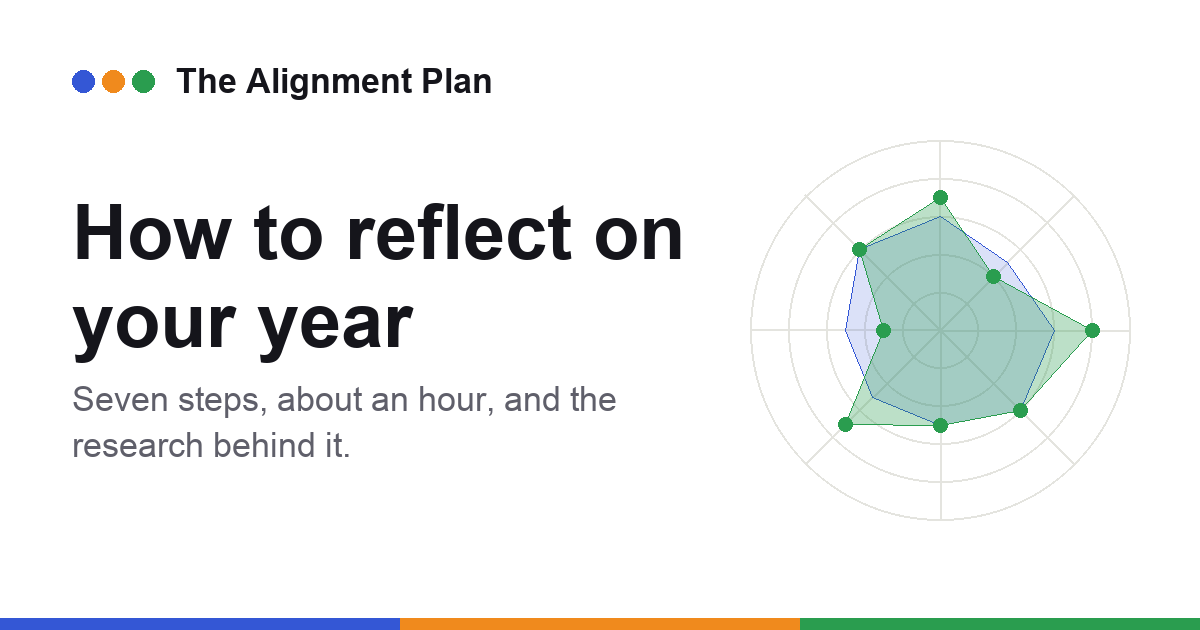 The Alignment Plan
How to reflect on
your year
Seven steps, about an hour, and the
research behind it.